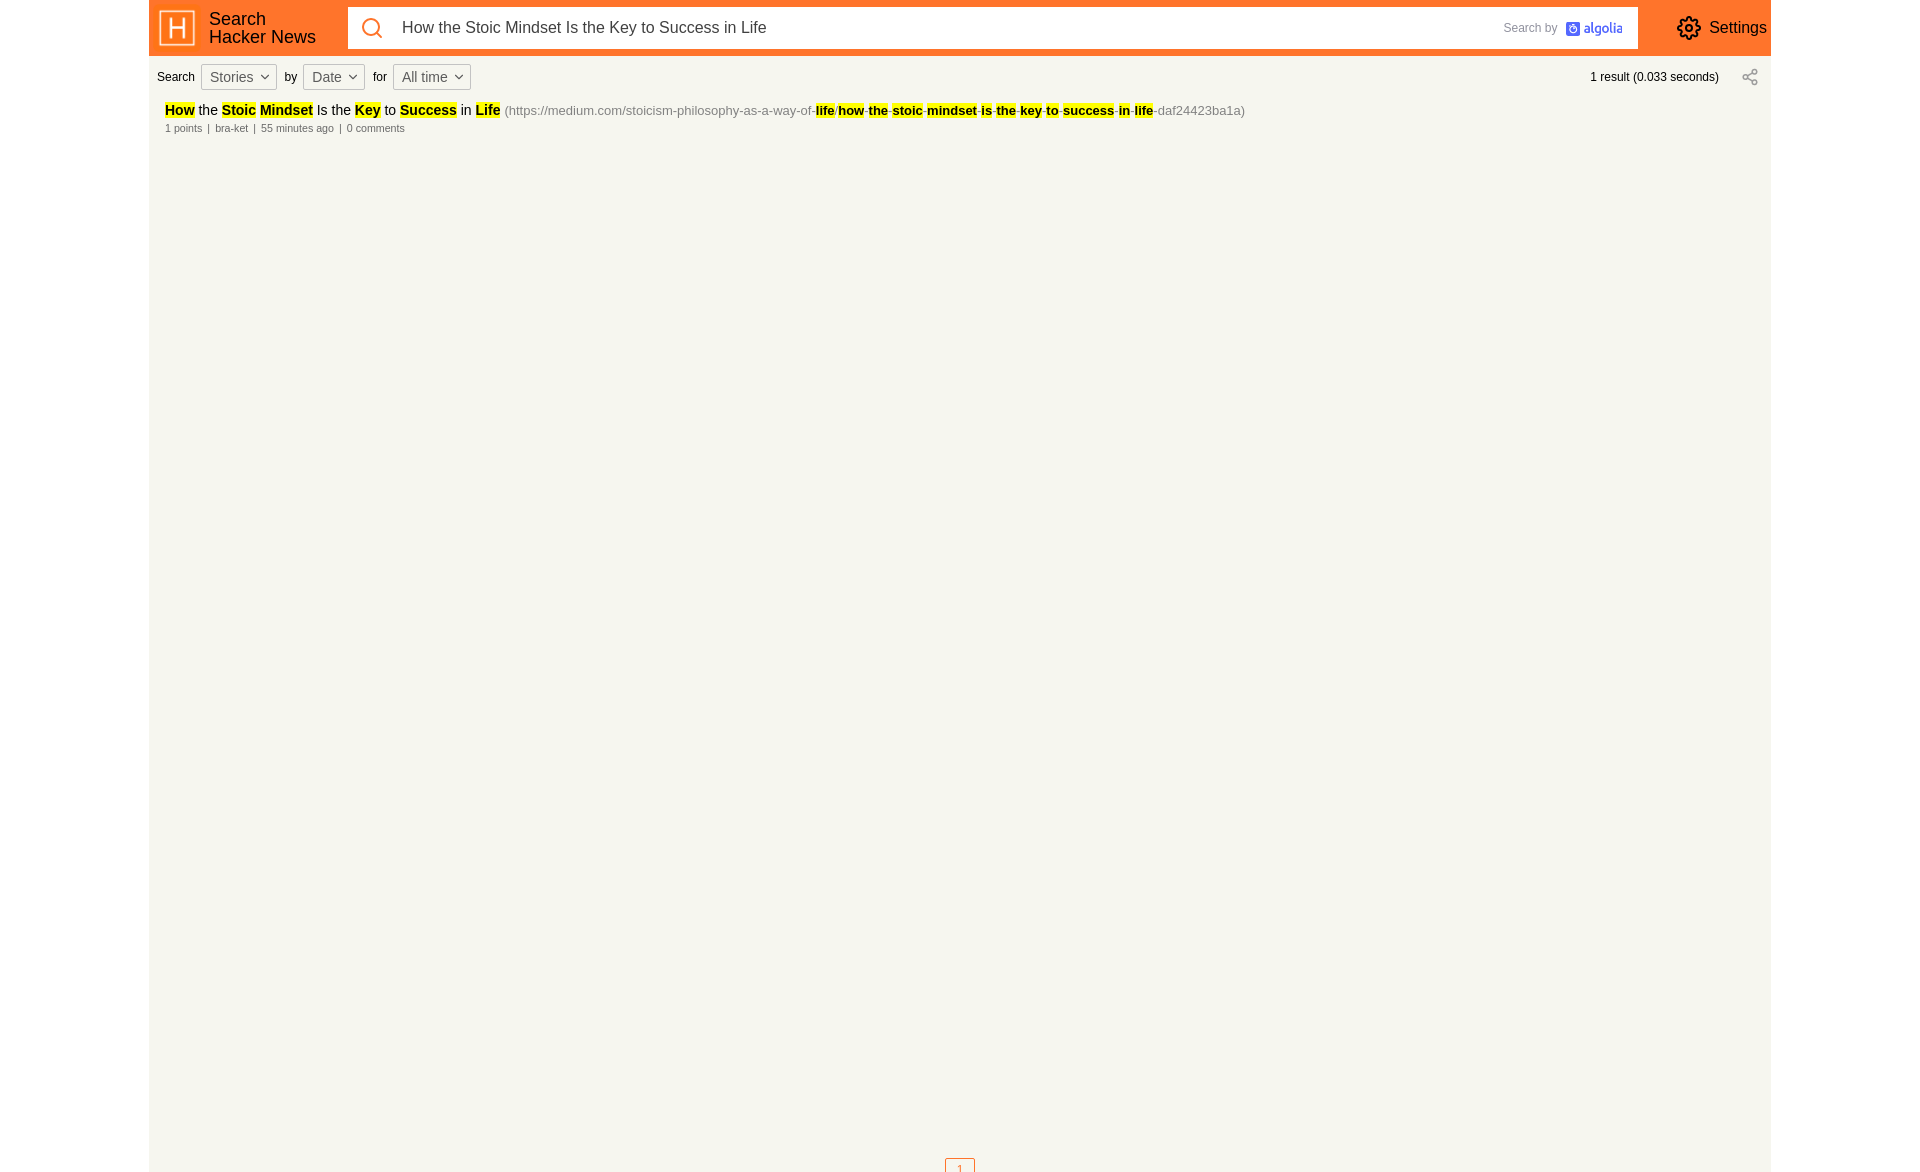 H
Search
Hacker News
How the Stoic Mindset Is the Key to Success in Life
Search by algolia
Settings
Search Stories by Date for All time
1 result (0.033 seconds)
How the Stoic Mindset Is the Key to Success in Life (https://medium.com/stoicism-philosophy-as-a-way-of-life/how-the-stoic-mindset-is-the-key-to-success-in-life-daf24423ba1a)
1 points | bra-ket | 55 minutes ago | 0 comments
1